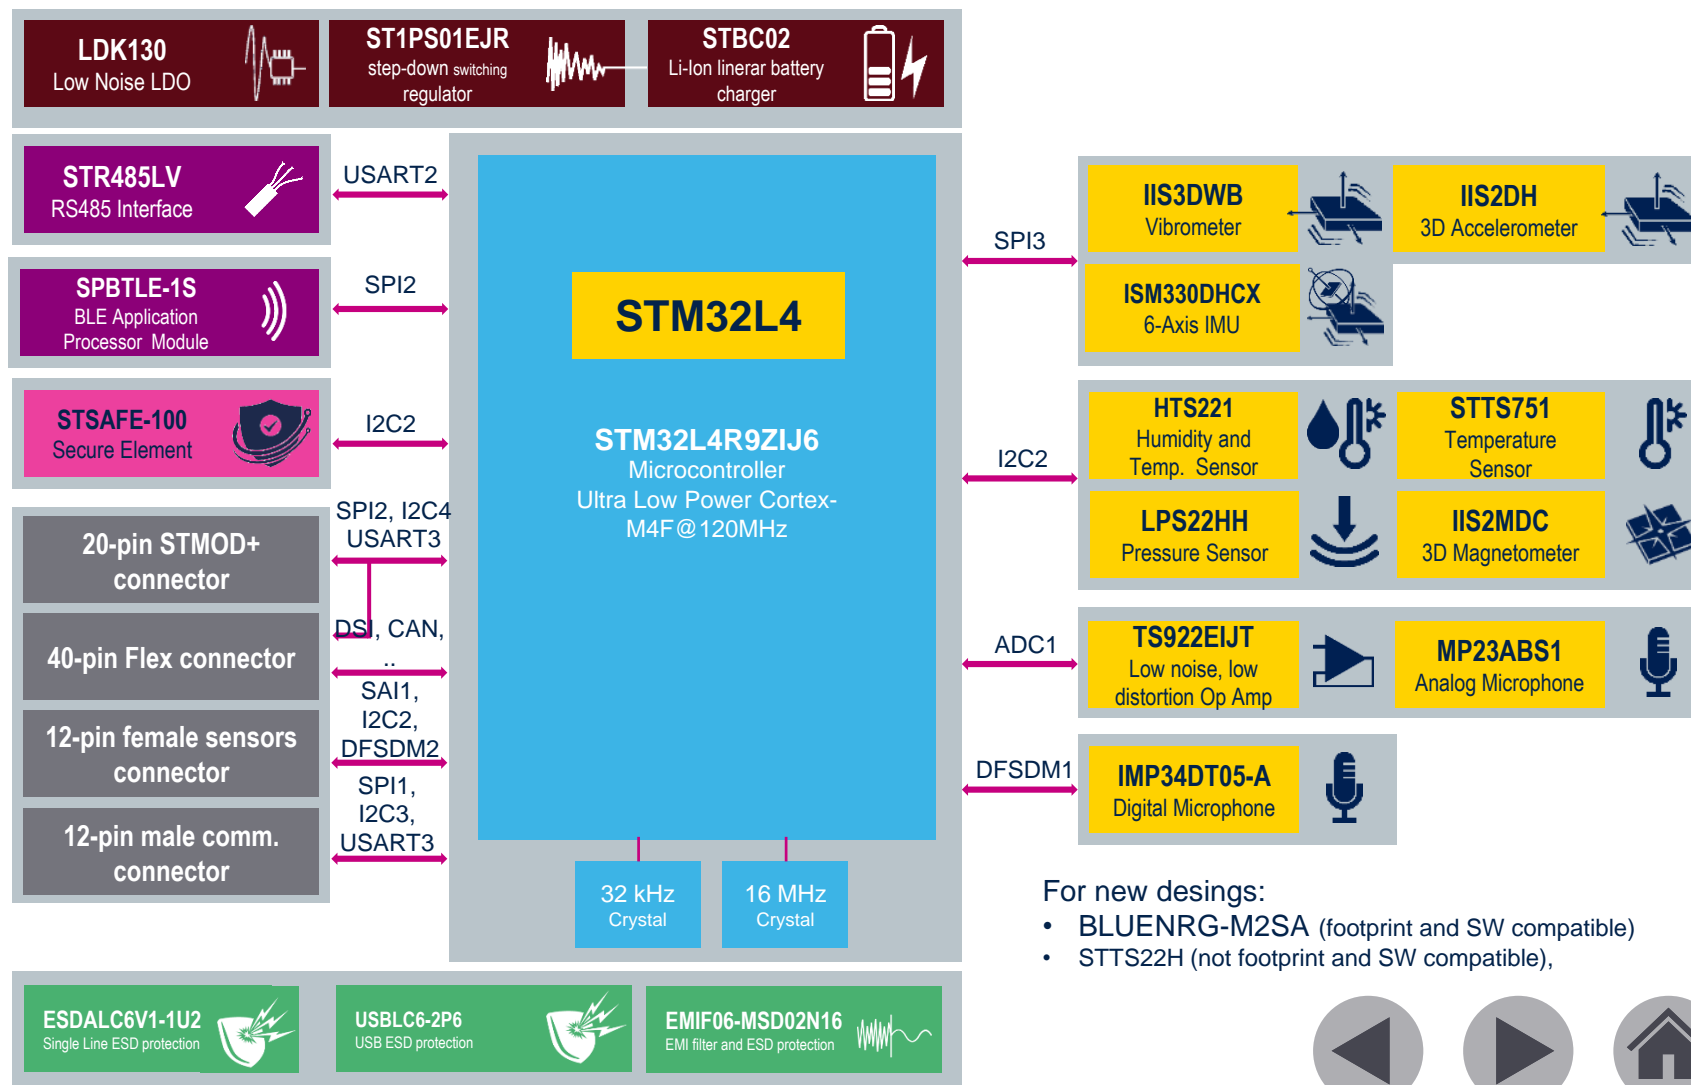 LDK130
Low Noise LDO
ST1PS01EJR
step-down switching
regulator
STBC02
Li-Ion linerar battery
charger
STR485LV
RS485 Interface
USART2
SPBTLE-1S
BLE Application
Processor Module
SPI2
STSAFE-100
Secure Element
I2C2
20-pin STMOD+
connector
SPI2, I2C4
USART3
40-pin Flex connector
DSI, CAN,
..
12-pin female sensors
connector
SAI1,
I2C2,
DFSDM2
12-pin male comm.
connector
SPI1,
I2C3,
USART3
STM32L4
STM32L4R9ZIJ6
Microcontroller
Ultra Low Power Cortex-
M4F@120MHz
32 kHz
Crystal
16 MHz
Crystal
SPI3
IIS3DWB
Vibrometer
IIS2DH
3D Accelerometer
ISM330DHCX
6-Axis IMU
I2C2
HTS221
Humidity and
Temp. Sensor
STTS751
Temperature
Sensor
LPS22HH
Pressure Sensor
IIS2MDC
3D Magnetometer
ADC1
TS922EIJT
Low noise, low
distortion Op Amp
MP23ABS1
Analog Microphone
DFSDM1
IMP34DT05-A
Digital Microphone
For new desings:
• BLUENRG-M2SA (footprint and SW compatible)
• STTS22H (not footprint and SW compatible),
ESDALC6V1-1U2
Single Line ESD protection
USBLC6-2P6
USB ESD protection
EMIF06-MSD02N16
EMI filter and ESD protection